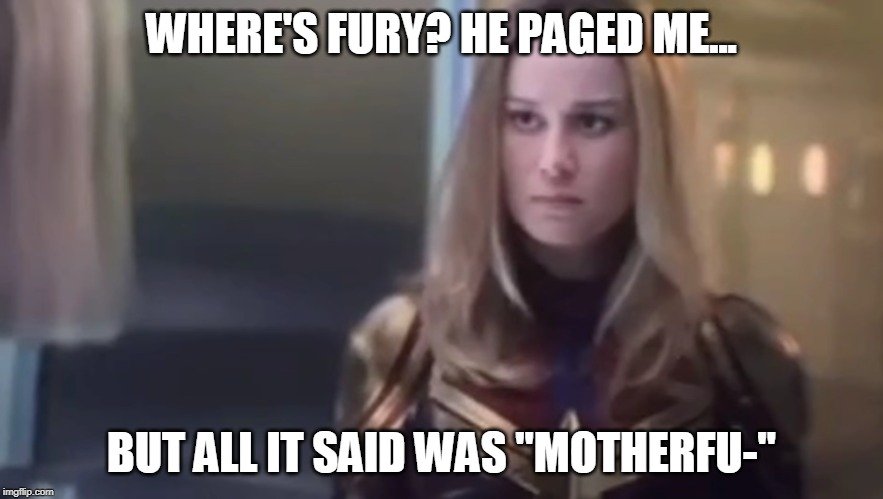 WHERE'S FURY? HE PAGED ME...
BUT ALL IT SAID WAS "MOTHERFU-"
imgflip.com